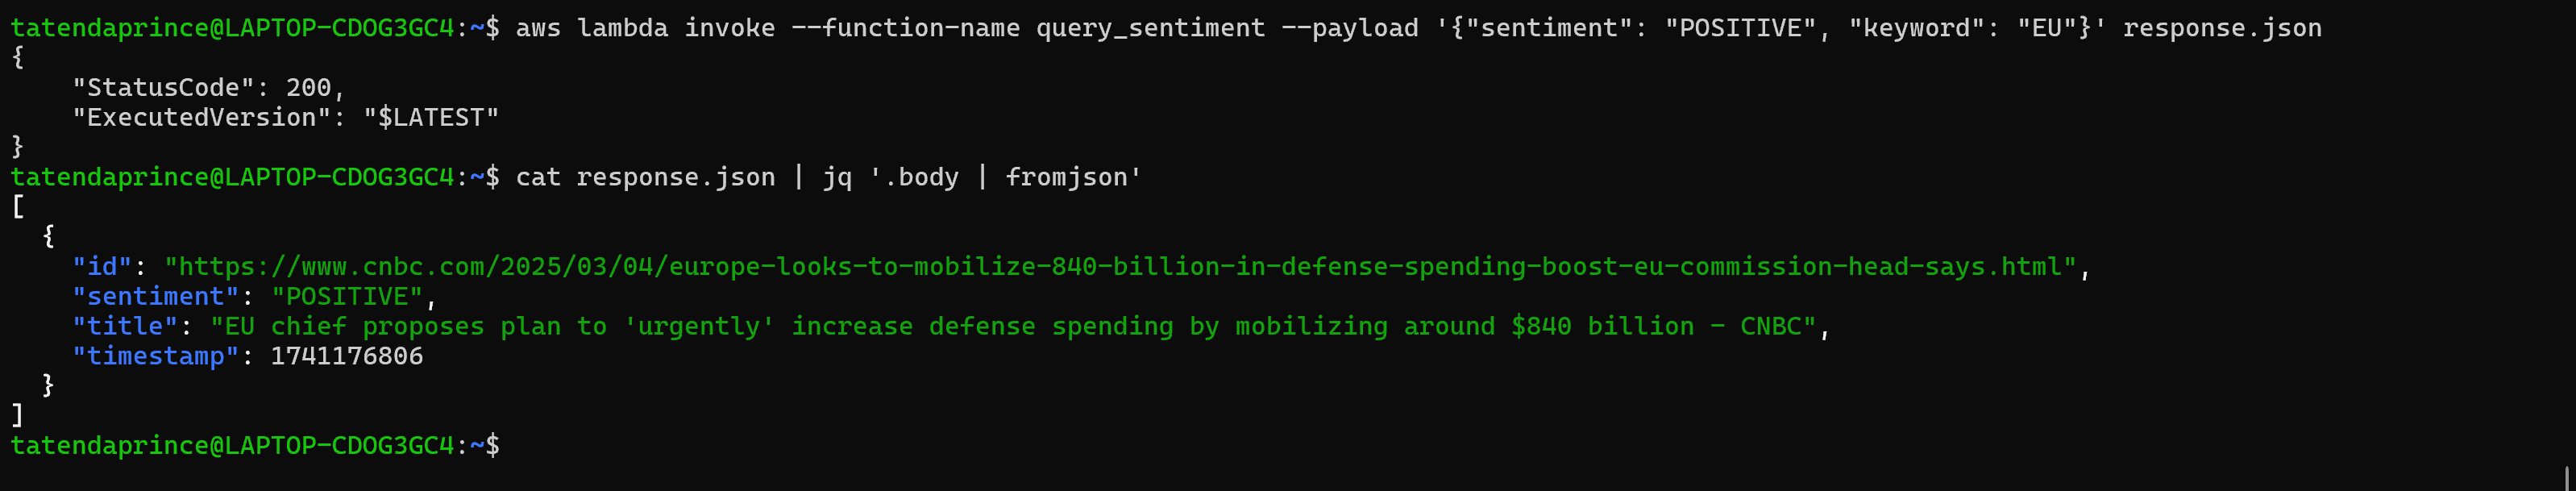 tatendaprince@LAPTOP-CDOG3GC4:~$ aws lambda invoke --function-name query_sentiment --payload '{"sentiment": "POSITIVE", "keyword": "EU"}' response.json
{
    "StatusCode": 200,
    "ExecutedVersion": "$LATEST"
}
tatendaprince@LAPTOP-CDOG3GC4:~$ cat response.json | jq '.body | fromjson'
[
  {
    "id": "https://www.cnbc.com/2025/03/04/europe-looks-to-mobilize-840-billion-in-defense-spending-boost-eu-commission-head-says.html",
    "sentiment": "POSITIVE",
    "title": "EU chief proposes plan to 'urgently' increase defense spending by mobilizing around $840 billion - CNBC",
    "timestamp": 1741176806
  }
]
tatendaprince@LAPTOP-CDOG3GC4:~$